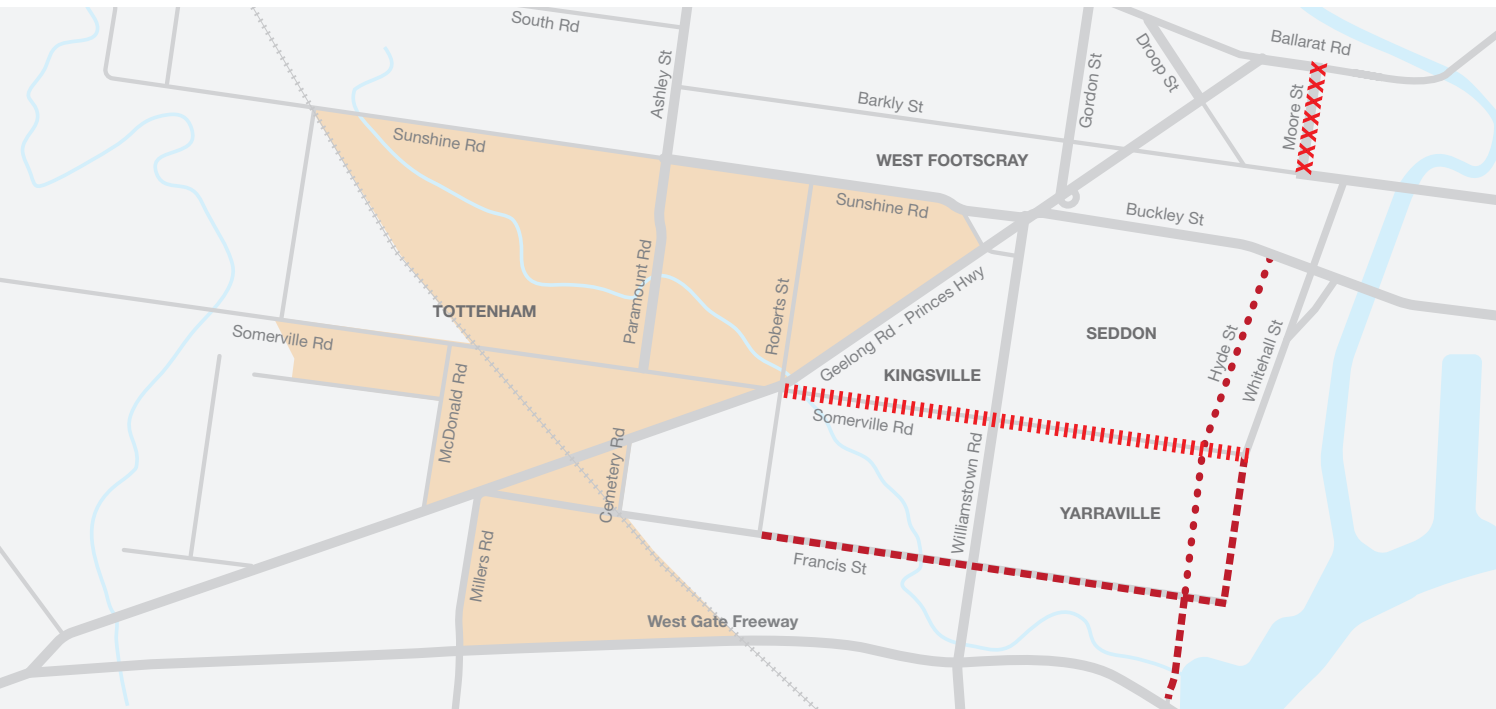 South Rd
Ballarat Rd
Droop St
Ashley St
Gordon St
Barkly St
Moore St
Sunshine Rd
WEST FOOTSCRAY
Sunshine Rd
Buckley St
Paramount Rd
Roberts St
Geelong Rd - Princes Hwy
TOTTENHAM
Somerville Rd
SEDDON
Hyde St
Whitehall St
KINGSVILLE
McDonald Rd
Somerville Rd
Cemetery Rd
Williamstown Rd
YARRAVILLE
Millers Rd
Francis St
West Gate Freeway